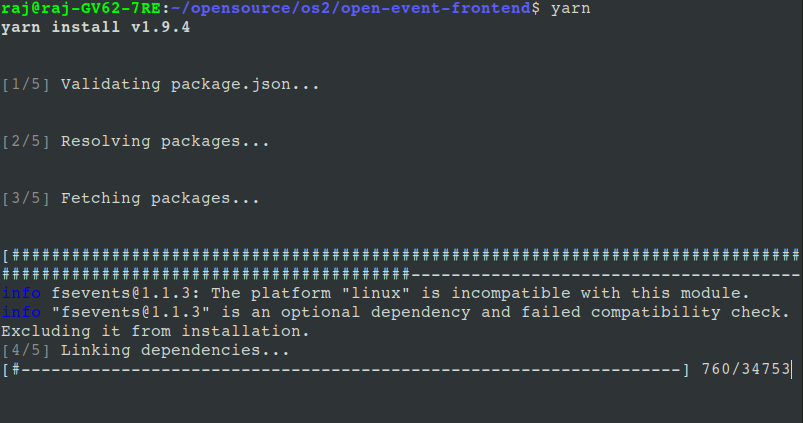 raj@raj-GV62-7RE:~/opensource/os2/open-event-frontend$ yarn
yarn install v1.9.4
[1/5] Validating package.json...
[2/5] Resolving packages...
[3/5] Fetching packages...
[###############################################################################
#########################################---------------------------------------
info fsevents@1.1.3: The platform "linux" is incompatible with this module.
info "fsevents@1.1.3" is an optional dependency and failed compatibility check.
Excluding it from installation.
[4/5] Linking dependencies...
[#------------------------------------------------------------------] 760/34753